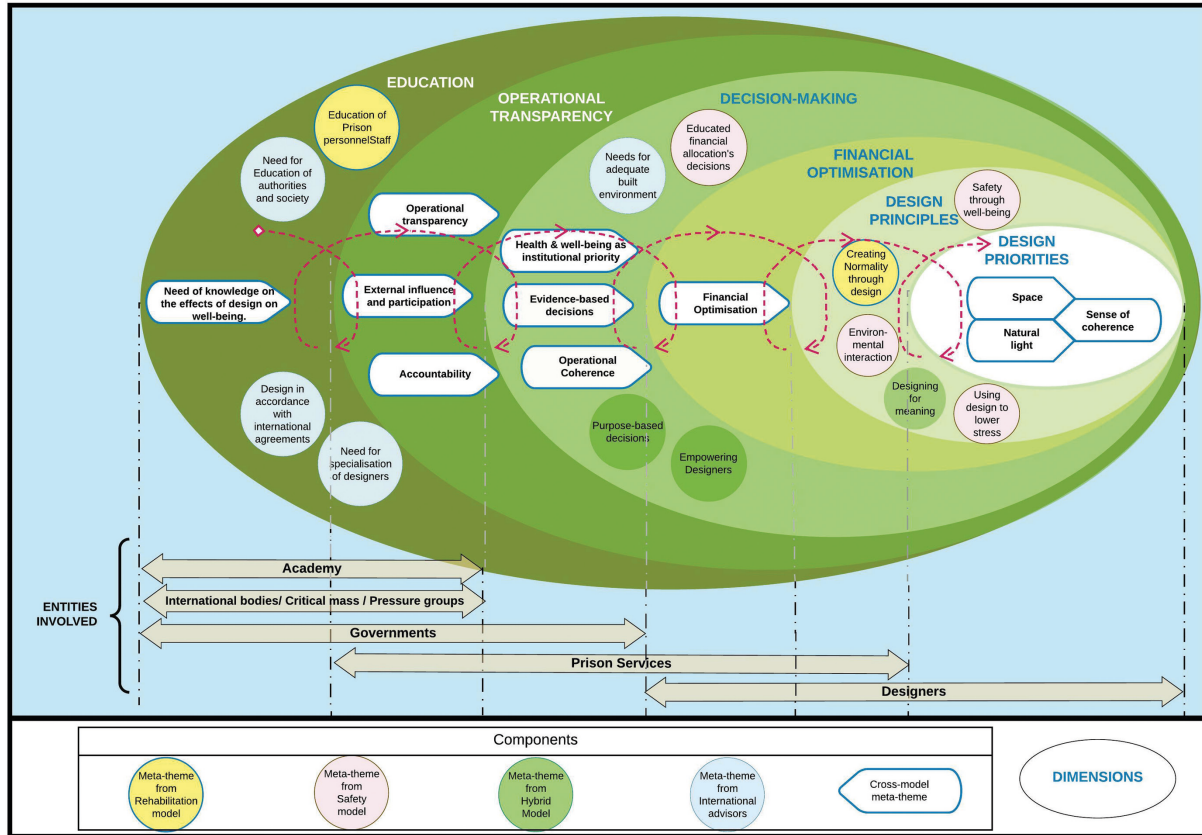 EDUCATION
Education of
Prison
personnelStaff
Need for
Education of
authorities
and society
Need of knowledge on
the effects of design on
well-being.
Design in
accordance with
international
agreements
Need for
specialisation
of designers
OPERATIONAL
TRANSPARENCY
Operational
transparency
External influence
and participation
Accountability
DECISION-MAKING
Needs for
adequate
built
environment
Educated
financial
allocation's
decisions
Health & well-being as
institutional priority
Evidence-based
decisions
Operational
Coherence
Purpose-based
decisions
Empowering
Designers
FINANCIAL
OPTIMISATION
Financial
Optimisation
DESIGN
PRINCIPLES
Safety
through
well-being
Creating
Normality
through
design
Environ-
mental
interaction
Designing
for
meaning
Using
design to
lower
stress
DESIGN
PRIORITIES
Space
Natural
light
Sense of
coherence
ENTITIES
INVOLVED
Academy
International bodies/ Critical mass / Pressure groups
Governments
Prison Services
Designers
Components
Meta-theme
from
Rehabilitation
model
Meta-theme
from
Safety
model
Meta-theme
from
Hybrid
Model
Meta-theme
from
International
advisors
Cross-model
meta-theme
DIMENSIONS